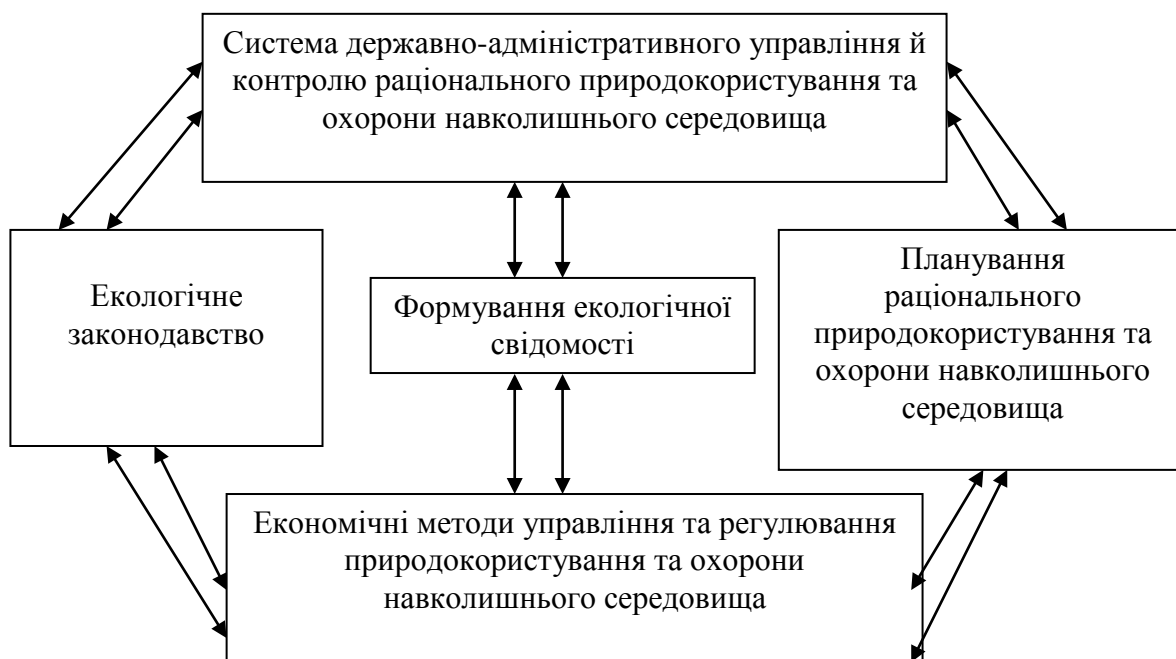 Система державно-адміністративного управління й
контролю раціонального природокористування та
охорони навколишнього середовища
Екологічне
законодавство
Формування екологічної
свідомості
Планування
раціонального
природокористування та
охорони навколишнього
середовища
Економічні методи управління та регулювання
природокористування та охорони
навколишнього середовища